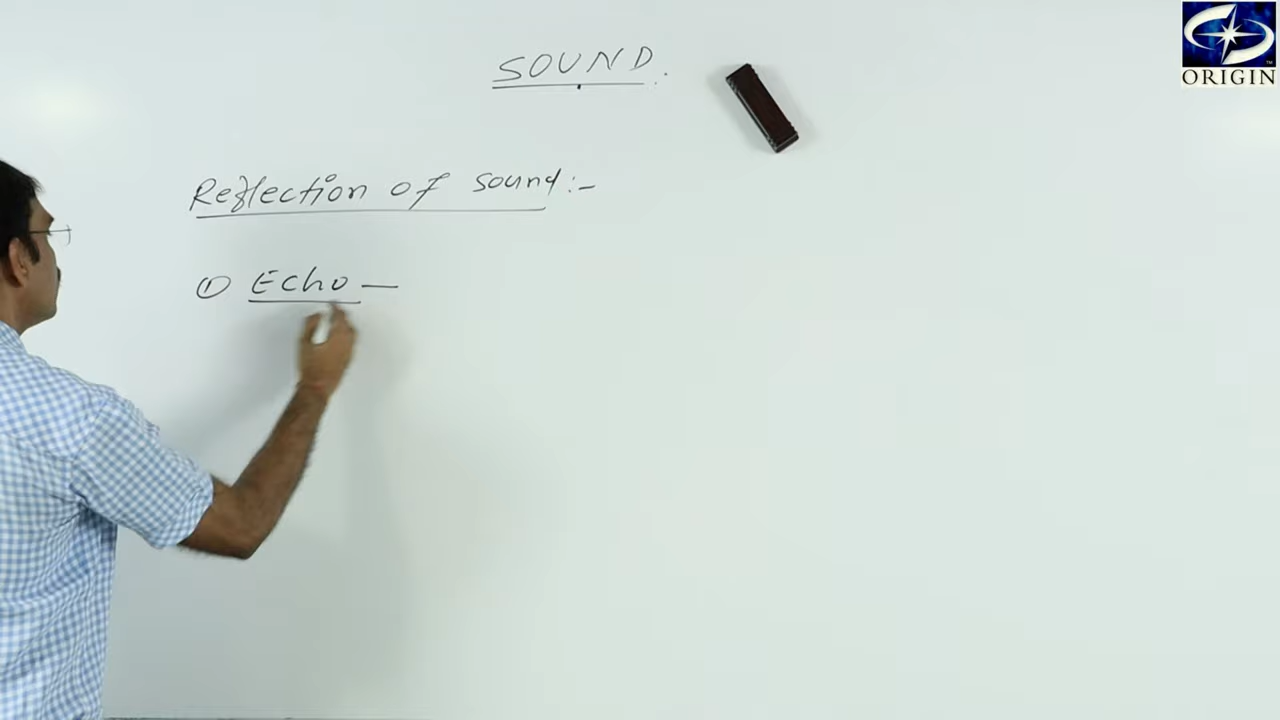 SOUND.
ORIGIN
Reflection of sound:-
① Echo —